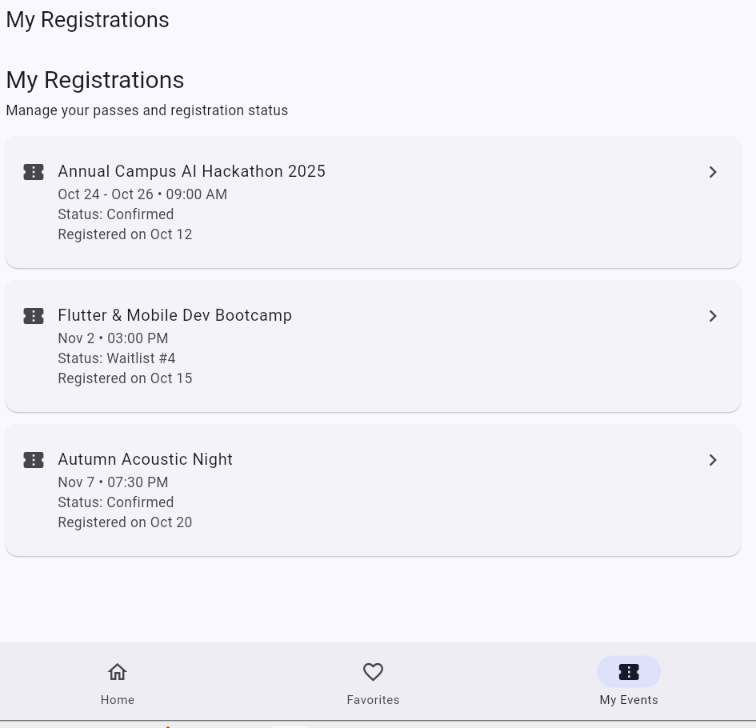 My Registrations
My Registrations
Manage your passes and registration status
Annual Campus AI Hackathon 2025
Oct 24 - Oct 26 • 09:00 AM
Status: Confirmed
Registered on Oct 12
Flutter & Mobile Dev Bootcamp
Nov 2 • 03:00 PM
Status: Waitlist #4
Registered on Oct 15
Autumn Acoustic Night
Nov 7 • 07:30 PM
Status: Confirmed
Registered on Oct 20
Home
Favorites
My Events